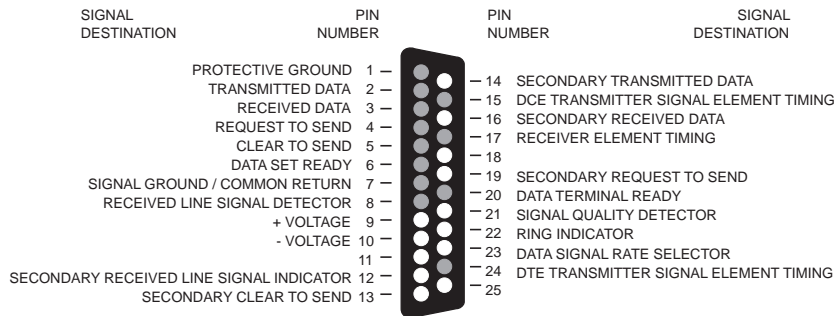 SIGNAL DESTINATION
PIN NUMBER
PIN NUMBER
SIGNAL DESTINATION
PROTECTIVE GROUND 1
TRANSMITTED DATA 2
RECEIVED DATA 3
REQUEST TO SEND 4
CLEAR TO SEND 5
DATA SET READY 6
SIGNAL GROUND / COMMON RETURN 7
RECEIVED LINE SIGNAL DETECTOR 8
+ VOLTAGE 9
- VOLTAGE 10
11
SECONDARY RECEIVED LINE SIGNAL INDICATOR 12
SECONDARY CLEAR TO SEND 13
14 SECONDARY TRANSMITTED DATA
15 DCE TRANSMITTER SIGNAL ELEMENT TIMING
16 SECONDARY RECEIVED DATA
17 RECEIVER ELEMENT TIMING
18
19 SECONDARY REQUEST TO SEND
20 DATA TERMINAL READY
21 SIGNAL QUALITY DETECTOR
22 RING INDICATOR
23 DATA SIGNAL RATE SELECTOR
24 DTE TRANSMITTER SIGNAL ELEMENT TIMING
25